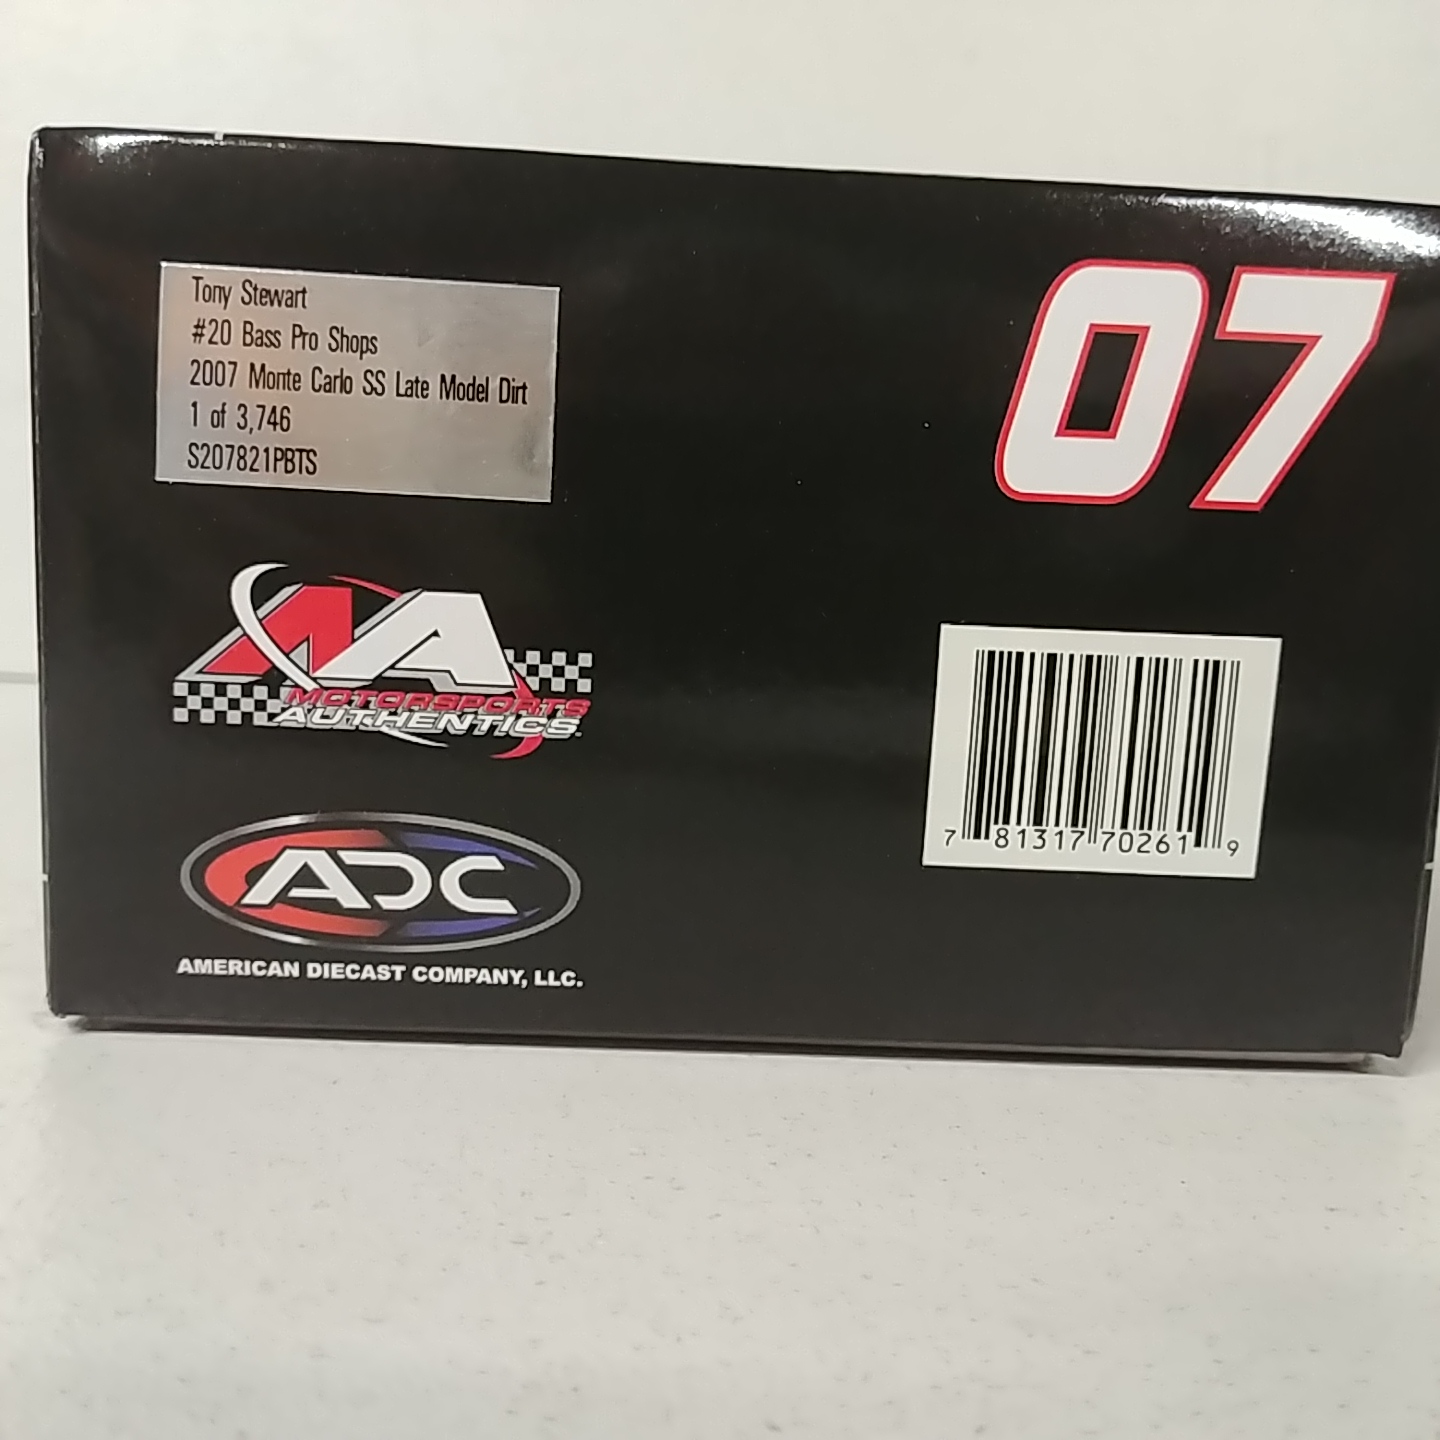 Tony Stewart
#20 Bass Pro Shops
2007 Monte Carlo SS Late Model Dirt
1 of 3,746
S207821PBTS
07
MA
MOTORSPORTS
AUTHENTICS
7 81317 70261 9
ADC
AMERICAN DIECAST COMPANY, LLC.